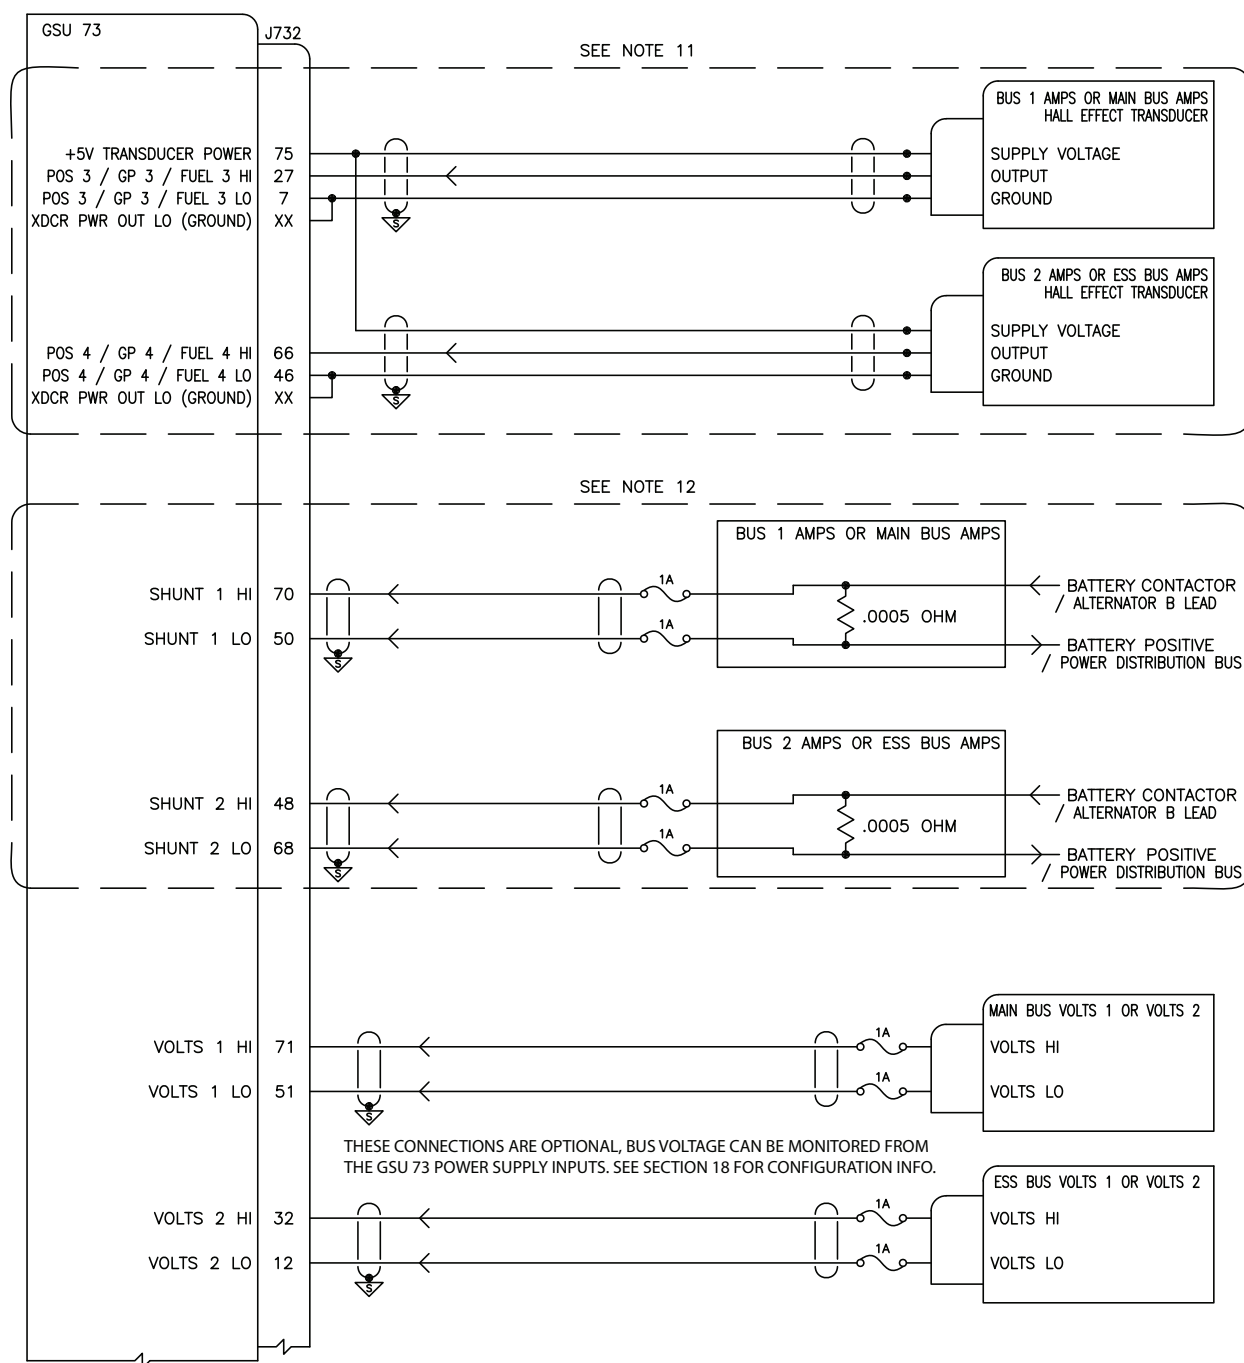 GSU 73
J732
SEE NOTE 11
BUS 1 AMPS OR MAIN BUS AMPS
HALL EFFECT TRANSDUCER
+5V TRANSDUCER POWER 75 SUPPLY VOLTAGE
POS 3 / GP 3 / FUEL 3 HI 27 OUTPUT
POS 3 / GP 3 / FUEL 3 LO 7 GROUND
XDCR PWR OUT LO (GROUND) XX
S
BUS 2 AMPS OR ESS BUS AMPS
HALL EFFECT TRANSDUCER
SUPPLY VOLTAGE
POS 4 / GP 4 / FUEL 4 HI 66 OUTPUT
POS 4 / GP 4 / FUEL 4 LO 46 GROUND
XDCR PWR OUT LO (GROUND) XX
S
SEE NOTE 12
BUS 1 AMPS OR MAIN BUS AMPS
SHUNT 1 HI 70 1A BATTERY CONTACTOR
/ ALTERNATOR B LEAD
.0005 OHM
SHUNT 1 LO 50 1A BATTERY POSITIVE
/ POWER DISTRIBUTION BUS
S
BUS 2 AMPS OR ESS BUS AMPS
SHUNT 2 HI 48 1A BATTERY CONTACTOR
/ ALTERNATOR B LEAD
.0005 OHM
SHUNT 2 LO 68 1A BATTERY POSITIVE
/ POWER DISTRIBUTION BUS
S
MAIN BUS VOLTS 1 OR VOLTS 2
VOLTS 1 HI 71 1A VOLTS HI
VOLTS 1 LO 51 1A VOLTS LO
S
THESE CONNECTIONS ARE OPTIONAL, BUS VOLTAGE CAN BE MONITORED FROM
THE GSU 73 POWER SUPPLY INPUTS. SEE SECTION 18 FOR CONFIGURATION INFO.
ESS BUS VOLTS 1 OR VOLTS 2
VOLTS 2 HI 32 1A VOLTS HI
VOLTS 2 LO 12 1A VOLTS LO
S